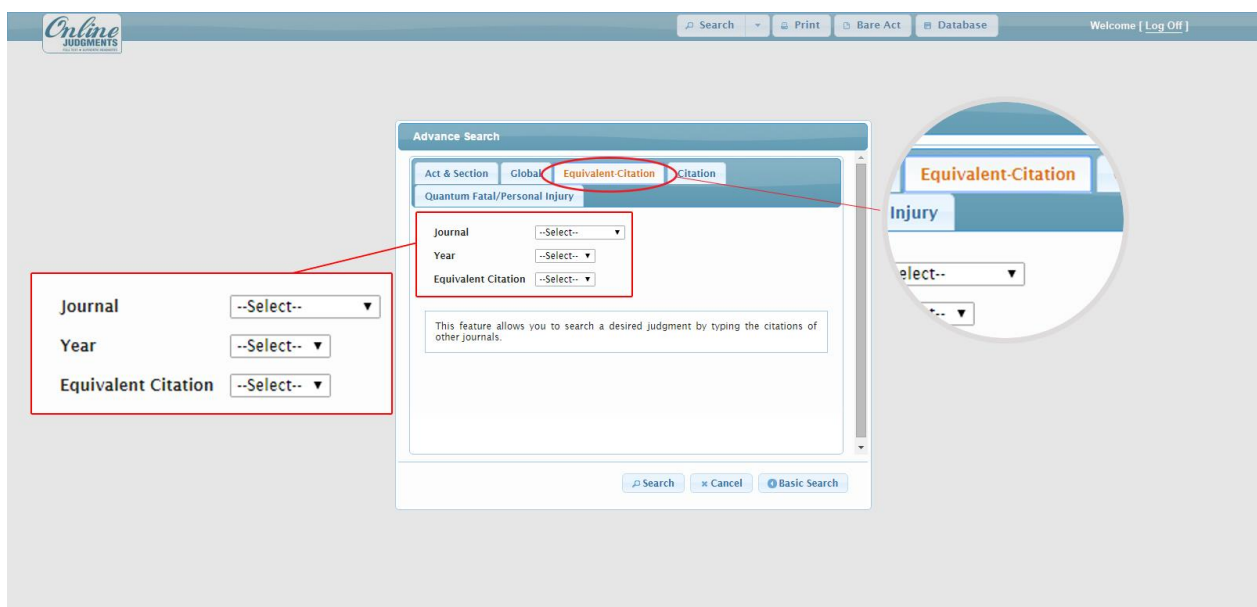 Online
JUDGMENTS
Search
Print
Bare Act
Database
Welcome [ Log Off ]
Advance Search
Act & Section
Global
Equivalent-Citation
Citation
Quantum Fatal/Personal Injury
Journal --Select--
Year --Select--
Equivalent Citation --Select--
This feature allows you to search a desired judgment by typing the citations of
other journals.
Search
Cancel
Basic Search
Journal --Select--
Year --Select--
Equivalent Citation --Select--
Equivalent-Citation
Injury
elect--
t--